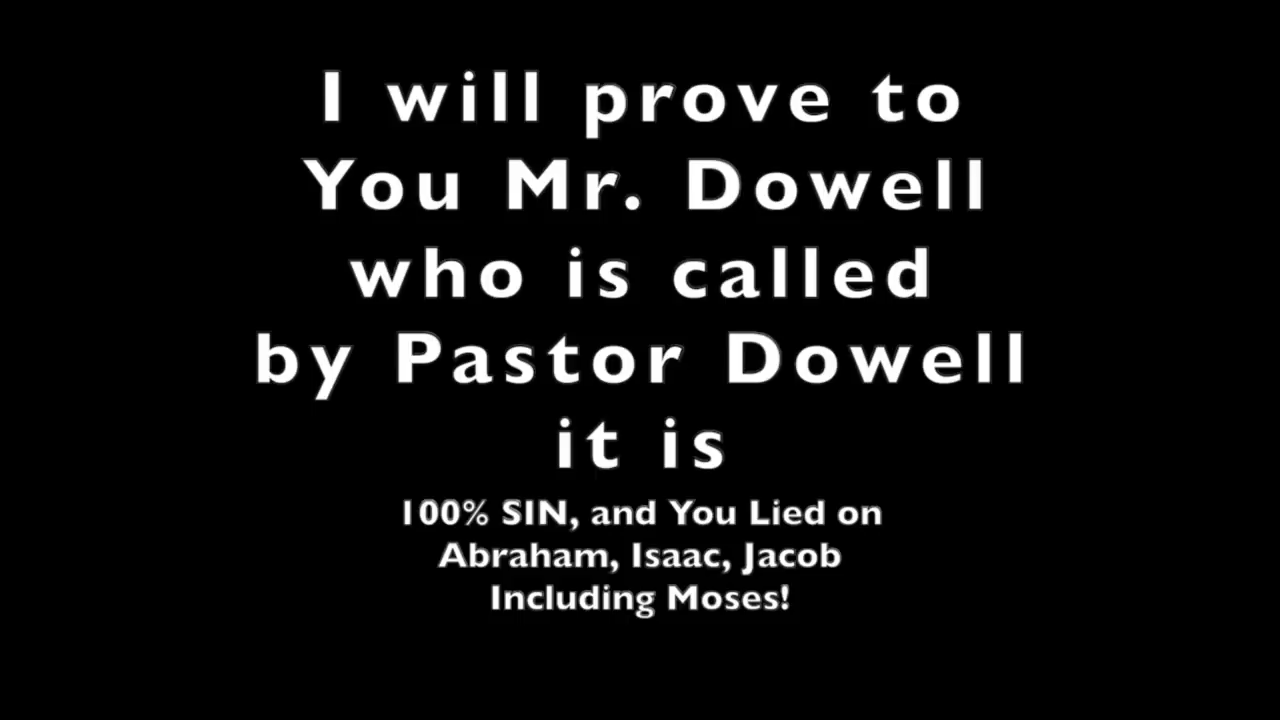 I will prove to
You Mr. Dowell
who is called
by Pastor Dowell
it is
100% SIN, and You Lied on
Abraham, Isaac, Jacob
Including Moses!